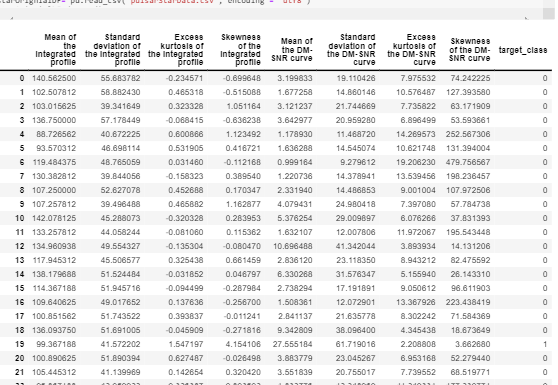 pd.read_csv("pulsarStarData.csv", encoding = "utf8")
Mean of the integrated profile Standard deviation of the integrated profile Excess kurtosis of the integrated profile Skewness of the integrated profile Mean of the DM-SNR curve Standard deviation of the DM-SNR curve Excess kurtosis of the DM-SNR curve Skewness of the DM-SNR curve target_class
0 140.562500 55.683782 -0.234571 -0.699648 3.199833 19.110426 7.975532 74.242225 0
1 102.507812 58.882430 0.465318 -0.515088 1.677258 14.860146 10.576487 127.393580 0
2 103.015625 39.341649 0.323328 1.051164 3.121237 21.744669 7.735822 63.171909 0
3 136.750000 57.178449 -0.068415 -0.636238 3.642977 20.959280 6.896499 53.593661 0
4 88.726562 40.672225 0.600866 1.123492 1.178930 11.468720 14.269573 252.567306 0
5 93.570312 46.698114 0.531905 0.416721 1.636288 14.545074 10.621748 131.394004 0
6 119.484375 48.765059 0.031460 -0.112168 0.999164 9.279612 19.206230 479.756567 0
7 130.382812 39.844056 -0.158323 0.389540 1.220736 14.378941 13.539456 198.236457 0
8 107.250000 52.627078 0.452688 0.170347 2.331940 14.486853 9.001004 107.972506 0
9 107.257812 39.496488 0.465882 1.162877 4.079431 24.980418 7.397080 57.784738 0
10 142.078125 45.288073 -0.320328 0.283953 5.376254 29.009897 6.076266 37.831393 0
11 133.257812 44.058244 -0.081060 0.115362 1.632107 12.007806 11.972067 195.543448 0
12 134.960938 49.554327 -0.135304 -0.080470 10.696488 41.342044 3.893934 14.131206 0
13 117.945312 45.506577 0.325438 0.661459 2.836120 23.118350 8.943212 82.475592 0
14 138.179688 51.524484 -0.031852 0.046797 6.330268 31.576347 5.155940 26.143310 0
15 114.367188 51.945716 -0.094499 -0.287984 2.738294 17.191891 9.050612 96.611903 0
16 109.640625 49.017652 0.137636 -0.256700 1.508361 12.072901 13.367926 223.438419 0
17 100.851562 51.743522 0.393837 -0.011241 2.841137 21.635778 8.302242 71.584369 0
18 136.093750 51.691005 -0.045909 -0.271816 9.342809 38.096400 4.345438 18.673649 0
19 99.367188 41.572202 1.547197 4.154106 27.555184 61.719016 2.208808 3.662680 1
20 100.890625 51.890394 0.627487 -0.026498 3.883779 23.045267 6.953168 52.279440 0
21 105.445312 41.139969 0.142654 0.320420 3.551839 20.755017 7.739552 68.519771 0